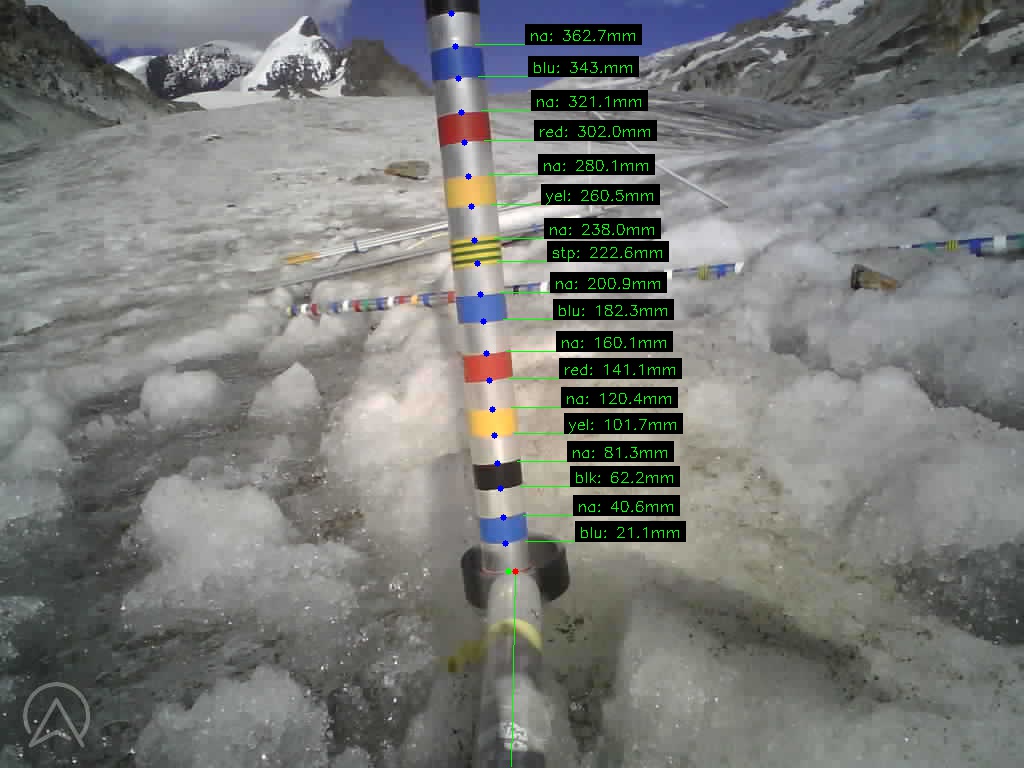 na: 362.7mm
blu: 343.mm
na: 321.1mm
red: 302.0mm
na: 280.1mm
yel: 260.5mm
na: 238.0mm
stp: 222.6mm
na: 200.9mm
blu: 182.3mm
na: 160.1mm
red: 141.1mm
na: 120.4mm
yel: 101.7mm
na: 81.3mm
blk: 62.2mm
na: 40.6mm
blu: 21.1mm